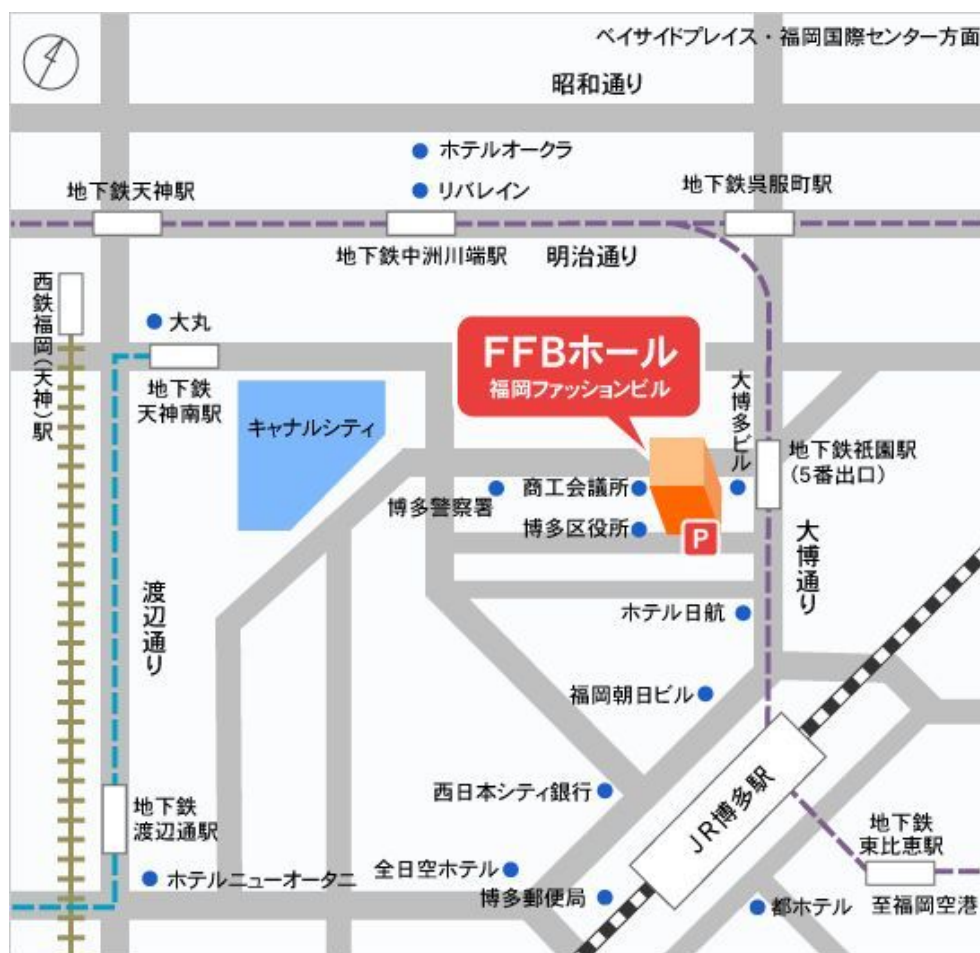 ベイサイドプレイス・福岡国際センター方面
昭和通り
ホテルオークラ
地下鉄天神駅
リバレイン
地下鉄呉服町駅
地下鉄中洲川端駅
明治通り
西鉄福岡(天神)駅
大丸
FFBホール
福岡ファッションビル
地下鉄
天神南駅
大博多ビル
キャナルシティ
地下鉄祇園駅
(5番出口)
商工会議所
博多警察署
博多区役所
P
大博通り
渡辺通り
ホテル日航
福岡朝日ビル
西日本シティ銀行
JR博多駅
地下鉄
渡辺通駅
地下鉄
東比恵駅
全日空ホテル
ホテルニューオータニ
博多郵便局
都ホテル
至福岡空港